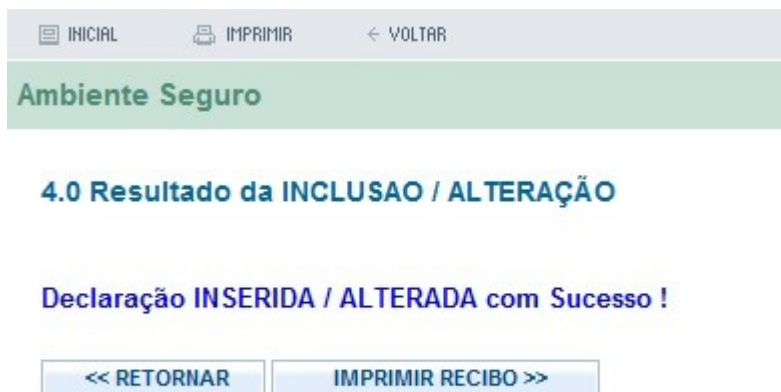 INICIAL IMPRIMIR ← VOLTAR
Ambiente Seguro
4.0 Resultado da INCLUSAO / ALTERAÇÃO
Declaração INSERIDA / ALTERADA com Sucesso !
<< RETORNAR IMPRIMIR RECIBO >>